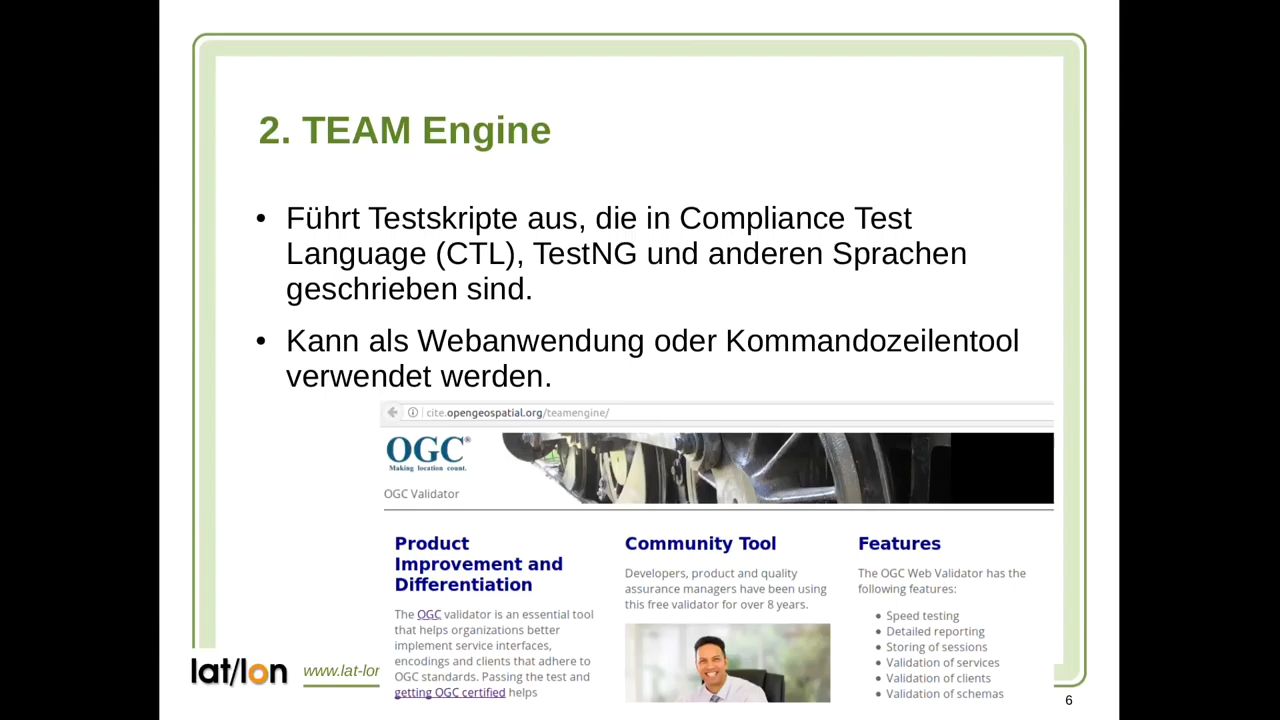 2. TEAM Engine
• Führt Testskripte aus, die in Compliance Test
Language (CTL), TestNG und anderen Sprachen
geschrieben sind.
• Kann als Webanwendung oder Kommandozeilentool
verwendet werden.
cite.opengeospatial.org/teamengine/
OGC®
Making location count.
OGC Validator
Product
Improvement and
Differentiation
The OGC validator is an essential tool
that helps organizations better
implement service interfaces,
encodings and clients that adhere to
OGC standards. Passing the test and
getting OGC certified helps
Community Tool
Developers, product and quality
assurance managers have been using
this free validator for over 8 years.
Features
The OGC Web Validator has the
following features:
• Speed testing
• Detailed reporting
• Storing of sessions
• Validation of services
• Validation of clients
• Validation of schemas
lat/lon
www.lat-lor
6